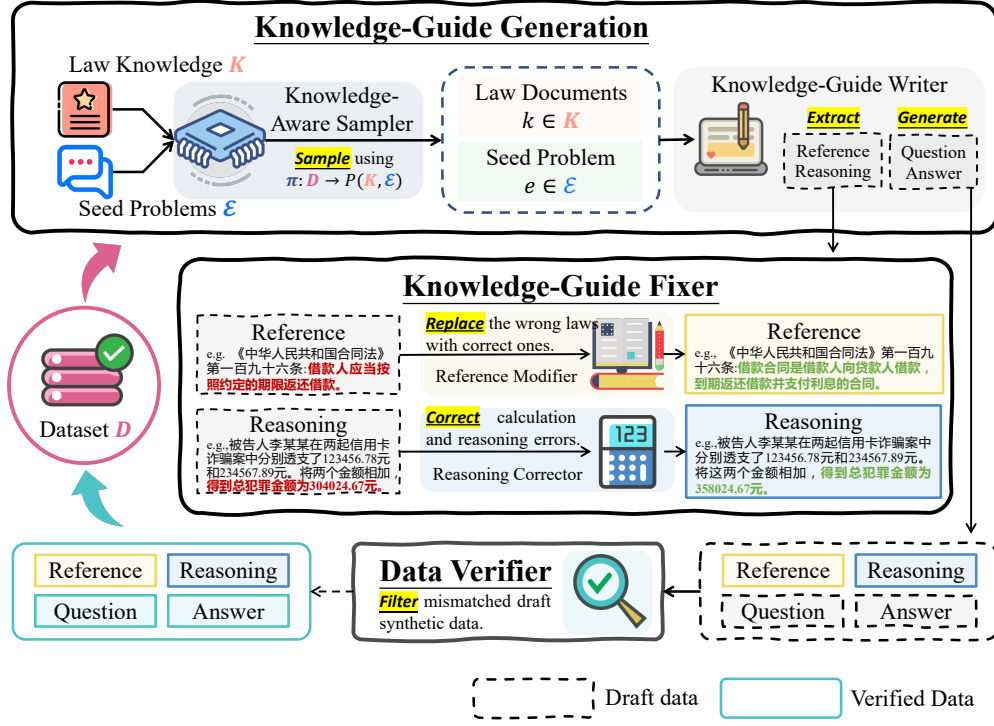 Knowledge-Guide Generation
Law Knowledge K
Seed Problems ℰ
Knowledge-
Aware Sampler
Sample using
π: D → P(K, ℰ)
Law Documents
k ∈ K
Seed Problem
e ∈ ℰ
Knowledge-Guide Writer
Extract
Generate
Reference
Reasoning
Question
Answer
Knowledge-Guide Fixer
Reference
e.g. 《中华人民共和国合同法》
第一百九十六条:借款人应当按
照约定的期限返还借款。
Replace the wrong laws
with correct ones.
Reference Modifier
Reference
e.g., 《中华人民共和国合同法》第一百九
十六条:借款合同是借款人向贷款人借款，
到期返还借款并支付利息的合同。
Reasoning
e.g.,被告人李某某在两起信用卡
诈骗案中分别透支了123456.78元
和234567.89元。将两个金额相加
得到总犯罪金额为304024.67元。
Correct calculation
and reasoning errors.
Reasoning Corrector
123
Reasoning
e.g.,被告人李某某在两起信用卡诈骗案中
分别透支了123456.78元和234567.89元。
将这两个金额相加，得到总犯罪金额为
358024.67元。
Dataset D
Reference
Reasoning
Question
Answer
Data Verifier
Filter mismatched draft
synthetic data.
Reference
Reasoning
Question
Answer
Draft data
Verified Data